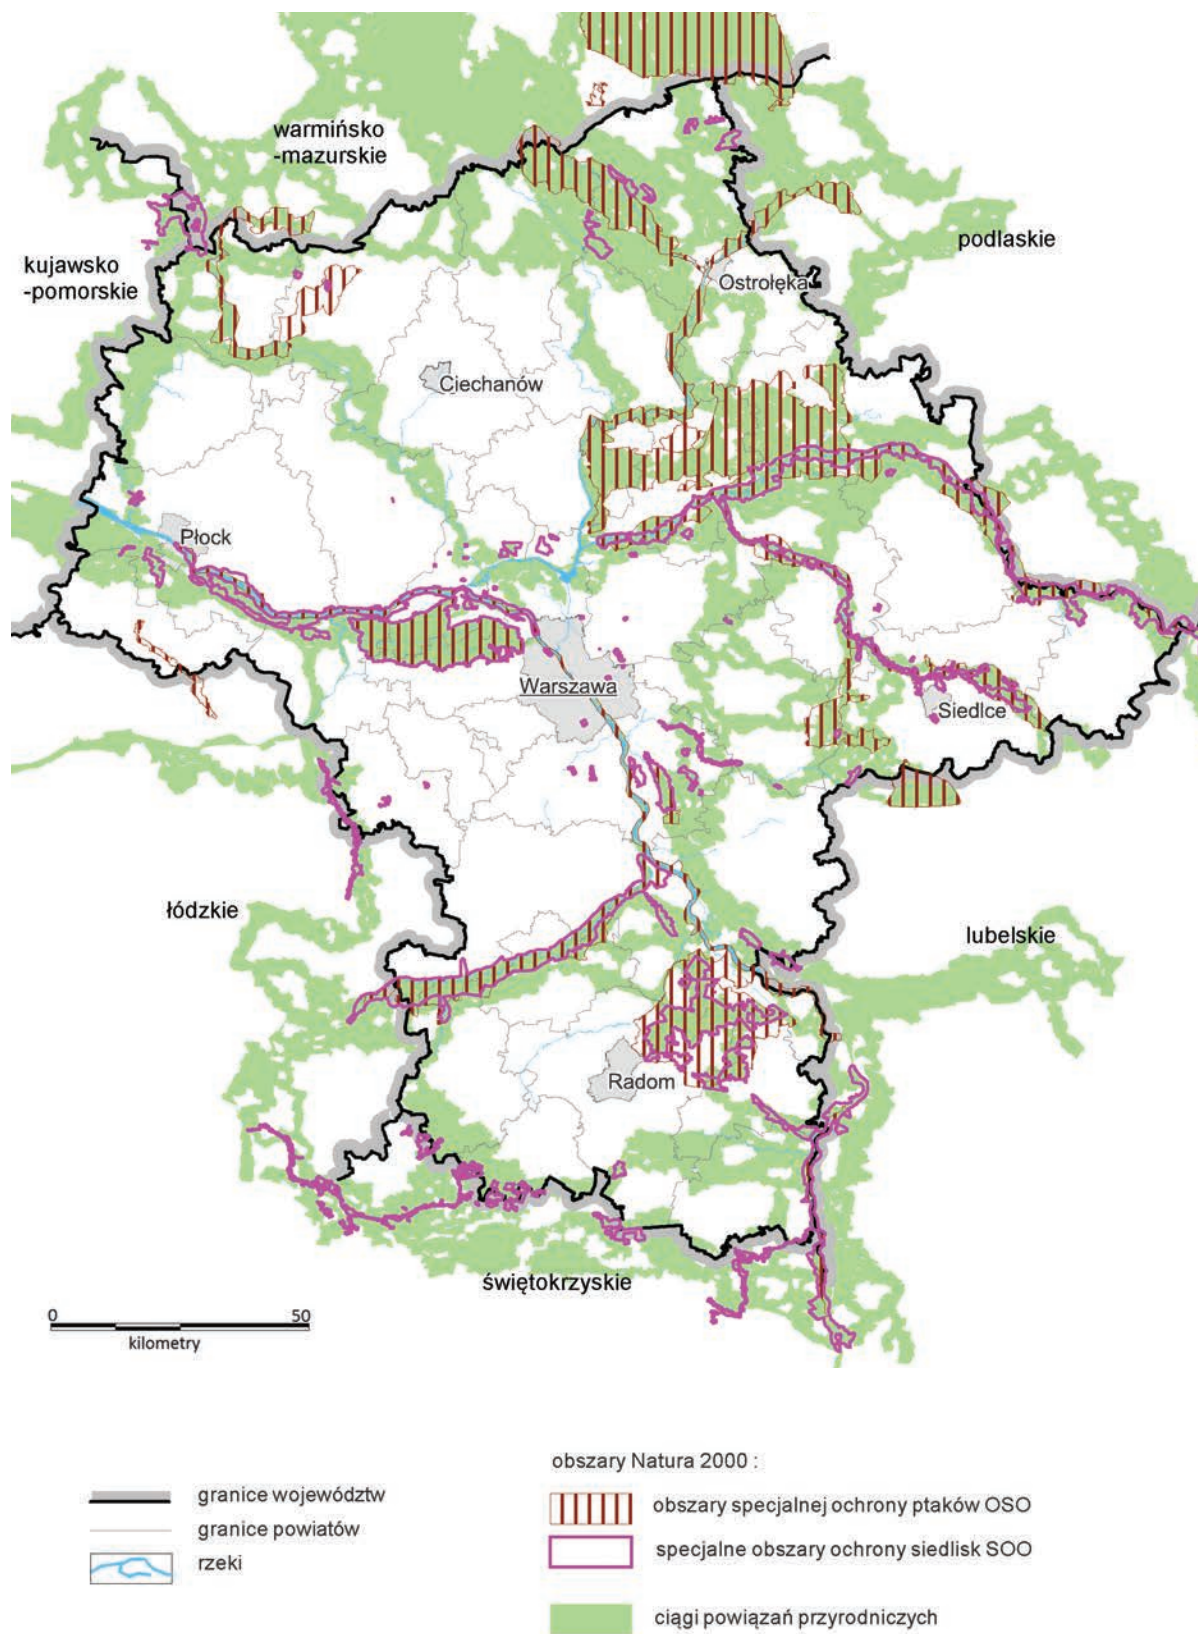 warmińsko
-mazurskie
kujawsko
-pomorskie
podlaskie
Ostrołęka
Ciechanów
Płock
Warszawa
Siedlce
łódzkie
lubelskie
Radom
świętokrzyskie
0 50
kilometry
obszary Natura 2000 :
granice województw
obszary specjalnej ochrony ptaków OSO
granice powiatów
specjalne obszary ochrony siedlisk SOO
rzeki
ciągi powiązań przyrodniczych